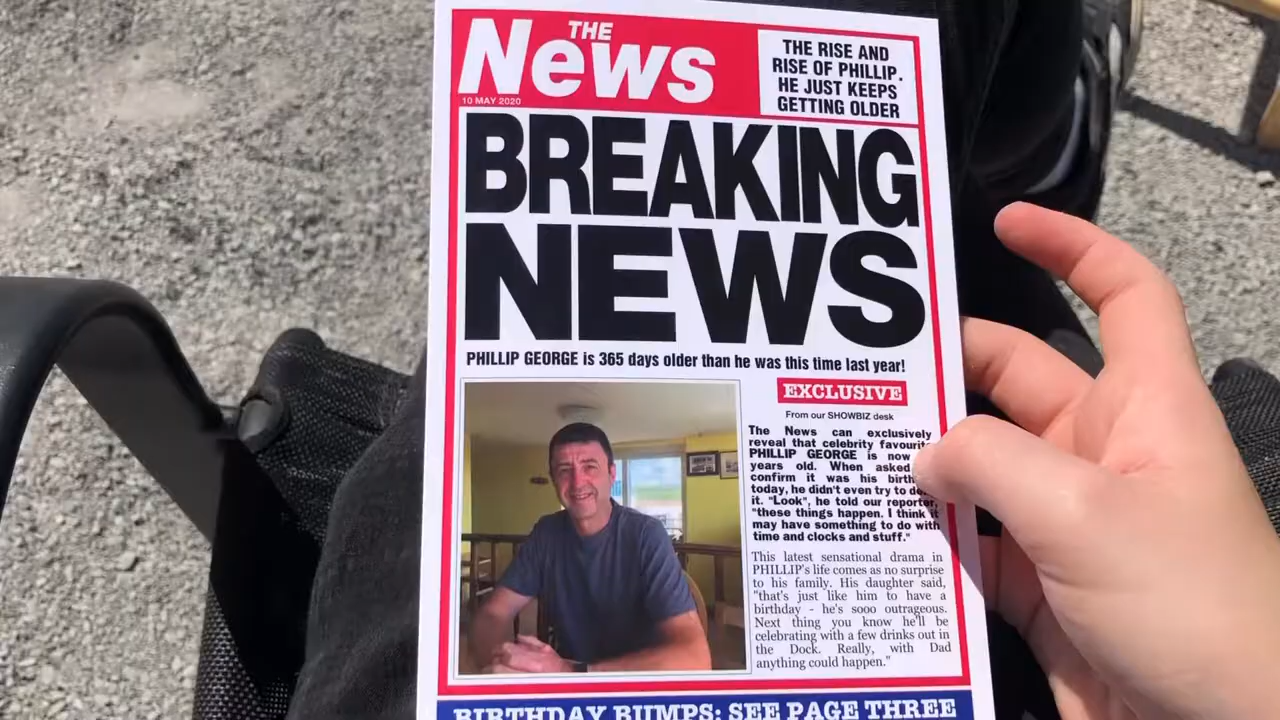 THE
News
10 MAY 2020
THE RISE AND
RISE OF PHILLIP.
HE JUST KEEPS
GETTING OLDER
BREAKING
NEWS
PHILLIP GEORGE is 365 days older than he was this time last year!
EXCLUSIVE
From our SHOWBIZ desk
The News can exclusively
reveal that celebrity
PHILLIP GEORGE is now
years old. When asked
confirm it was his
today, he didn't even try to
it. "Look", he told our reporter,
"these things happen. I think it
may have something to do with
time and clocks and stuff."
This latest sensational drama in
PHILLIP's life comes as no surprise
to his family. His daughter said,
"that's just like him to have a
birthday - he's sooo outrageous.
Next thing you know he'll be
celebrating with a few drinks out in
the Dock. Really, with Dad
anything could happen."
BIRTHDAY BUMPS: SEE PAGE THREE